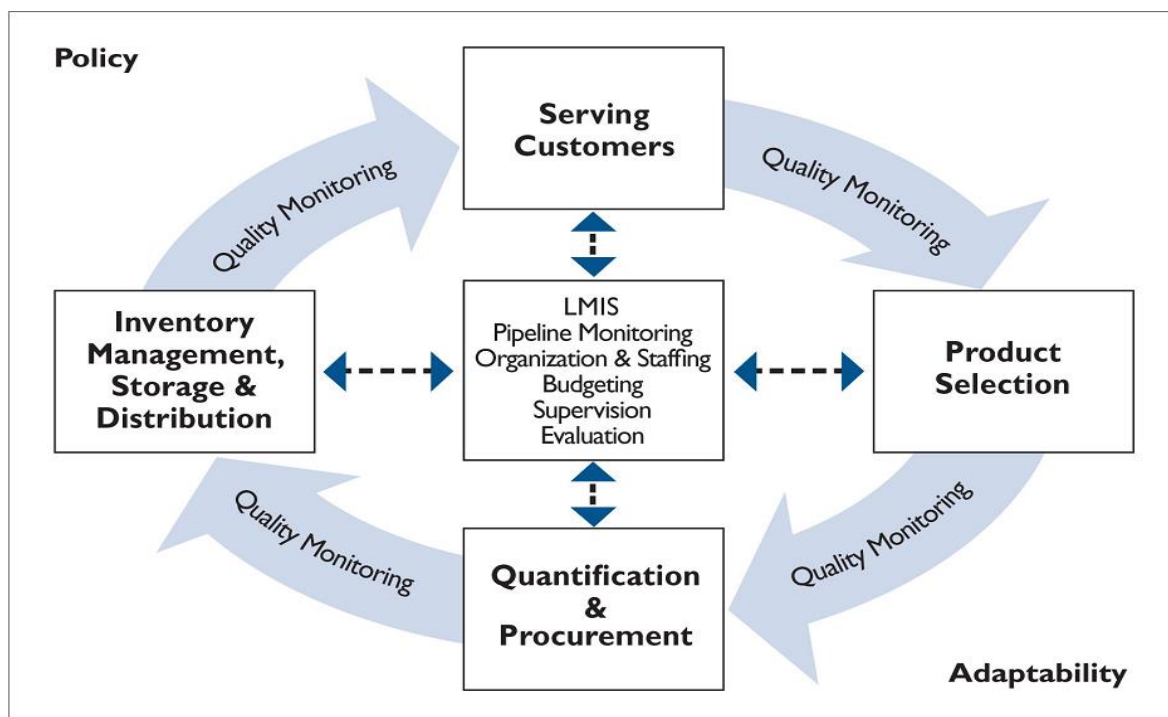 Policy
Serving
Customers
Quality Monitoring
Quality Monitoring
Inventory
Management,
Storage &
Distribution
LMIS
Pipeline Monitoring
Organization & Staffing
Budgeting
Supervision
Evaluation
Product
Selection
Quality Monitoring
Quality Monitoring
Quantification
&
Procurement
Adaptability